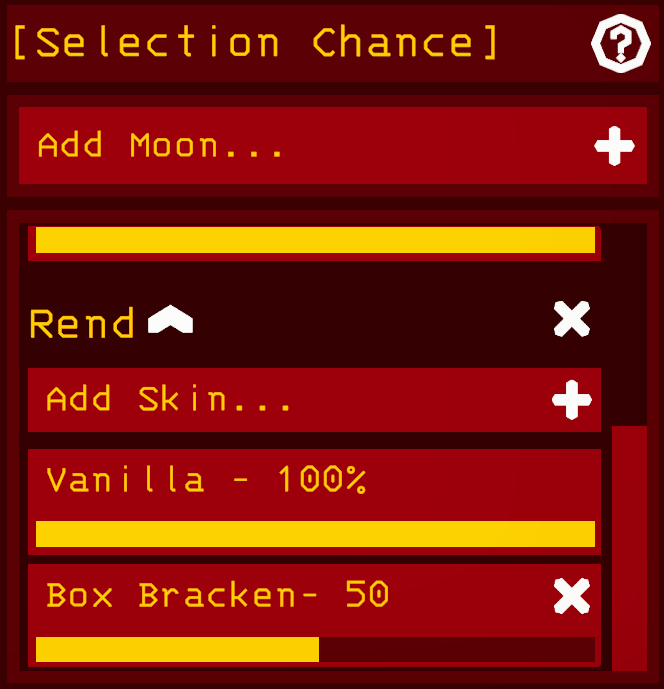 [Selection Chance] ?
Add Moon...
Rend
Add Skin...
Vanilla - 100%
Box Bracken- 50